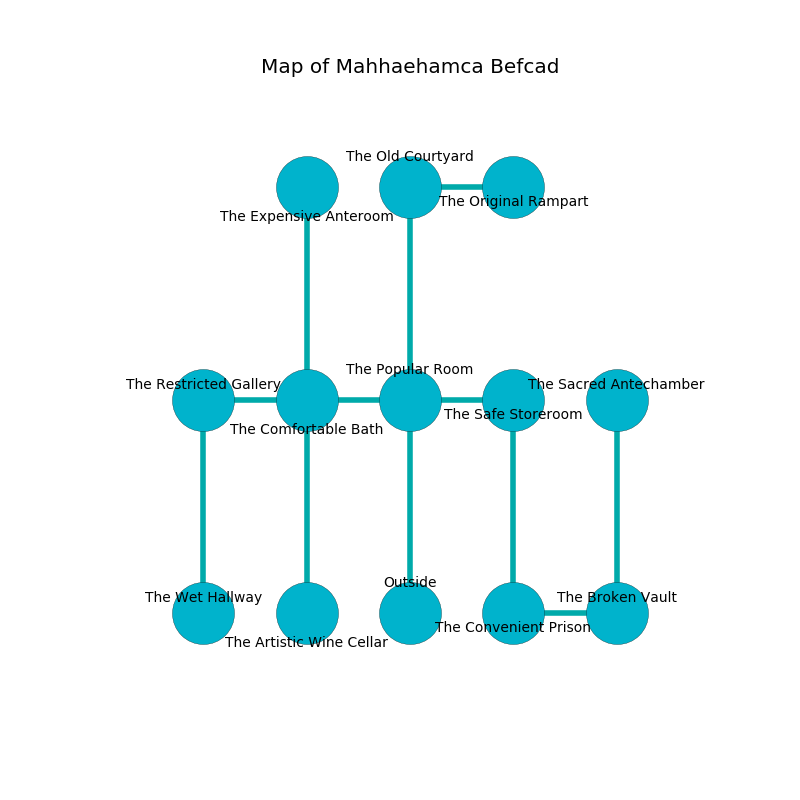 Map of Mahhaehamca Befcad
The Old Courtyard
The Original Rampart
The Expensive Anteroom
The Popular Room
The Restricted Gallery
The Sacred Antechamber
The Safe Storeroom
The Comfortable Bath
Outside
The Wet Hallway
The Broken Vault
The Convenient Prison
The Artistic Wine Cellar